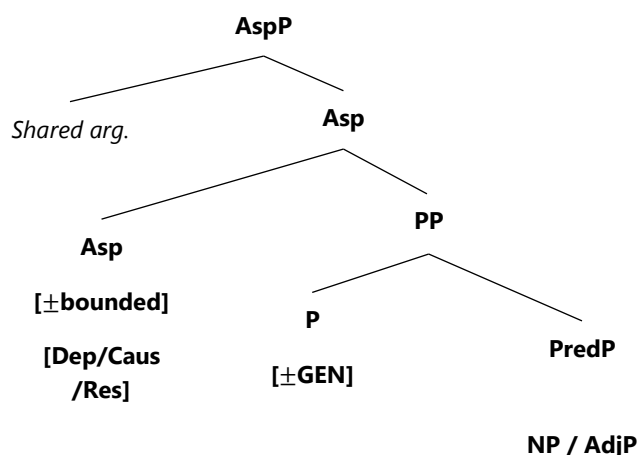 AspP
Shared arg.
Asp
Asp
PP
[±bounded]
P
PredP
[Dep/Caus
/Res]
[±GEN]
NP / AdjP